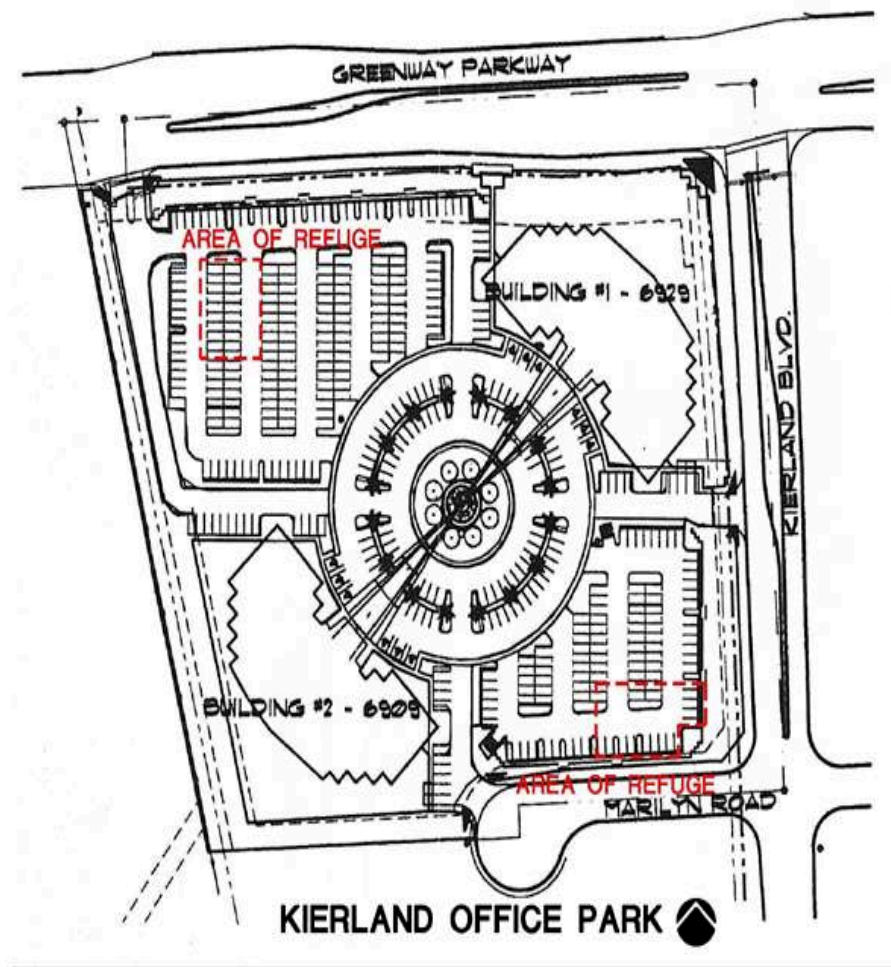 GREENWAY PARKWAY
AREA OF REFUGE
BUILDING #1 - 6929
KIERLAND BLVD.
BUILDING #2 - 6909
AREA OF REFUGE
MARILYN ROAD
KIERLAND OFFICE PARK